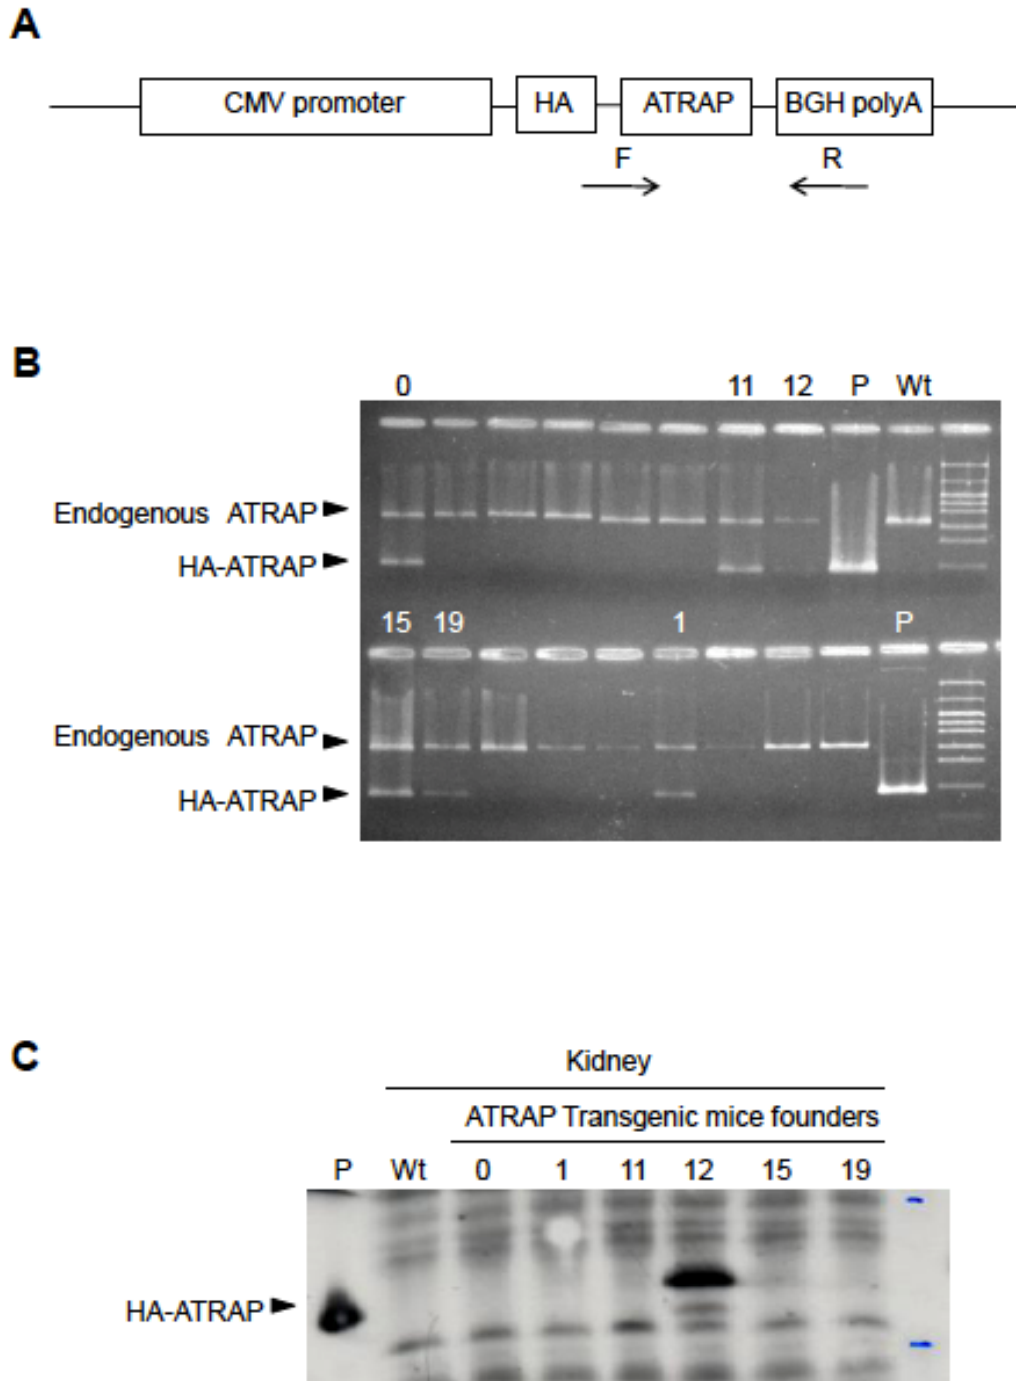 A
CMV promoter HA ATRAP BGH polyA
F R
B
0 11 12 P Wt
Endogenous ATRAP
HA-ATRAP
15 19 1 P
Endogenous ATRAP
HA-ATRAP
C
Kidney
ATRAP Transgenic mice founders
P Wt 0 1 11 12 15 19
HA-ATRAP